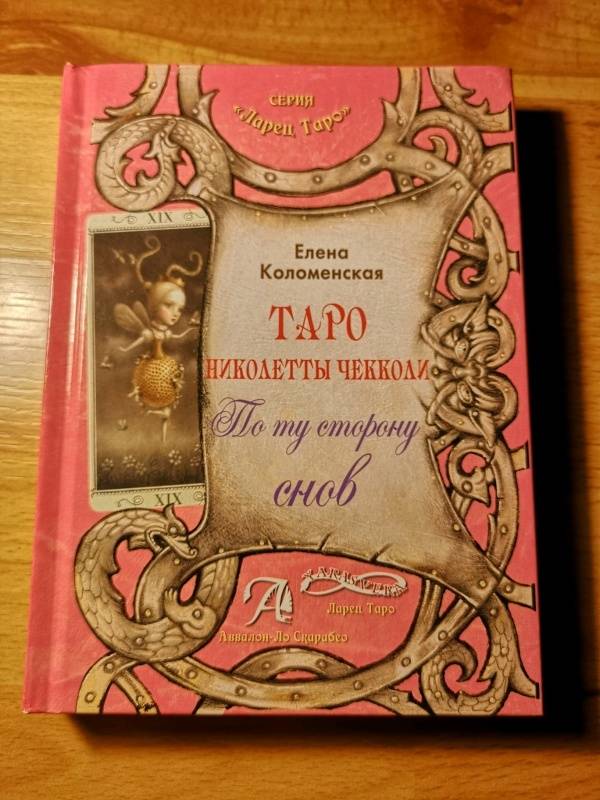 СЕРИЯ
«Ларец Таро»
XIX
Елена
Коломенская
ТАРО
НИКОЛЕТТЫ ЧЕККОЛИ
По ту сторону
снов
XIX
А
Ларец Таро
Аввалон-Ло Скарабео